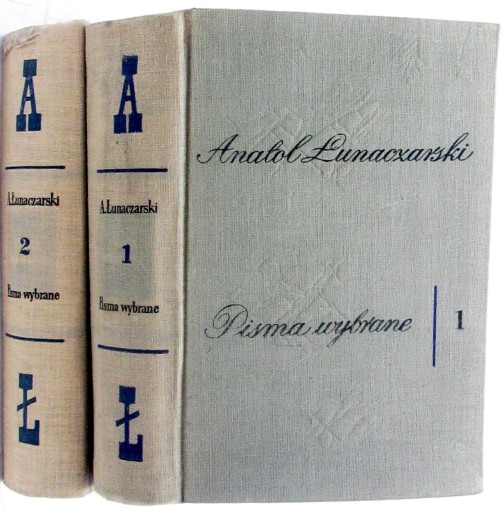 A
A. Łunaczarski
2
Pisma wybrane
A
Ł
A
A. Łunaczarski
1
Pisma wybrane
A
Ł
Anatol Łunaczarski
Pisma wybrane | 1